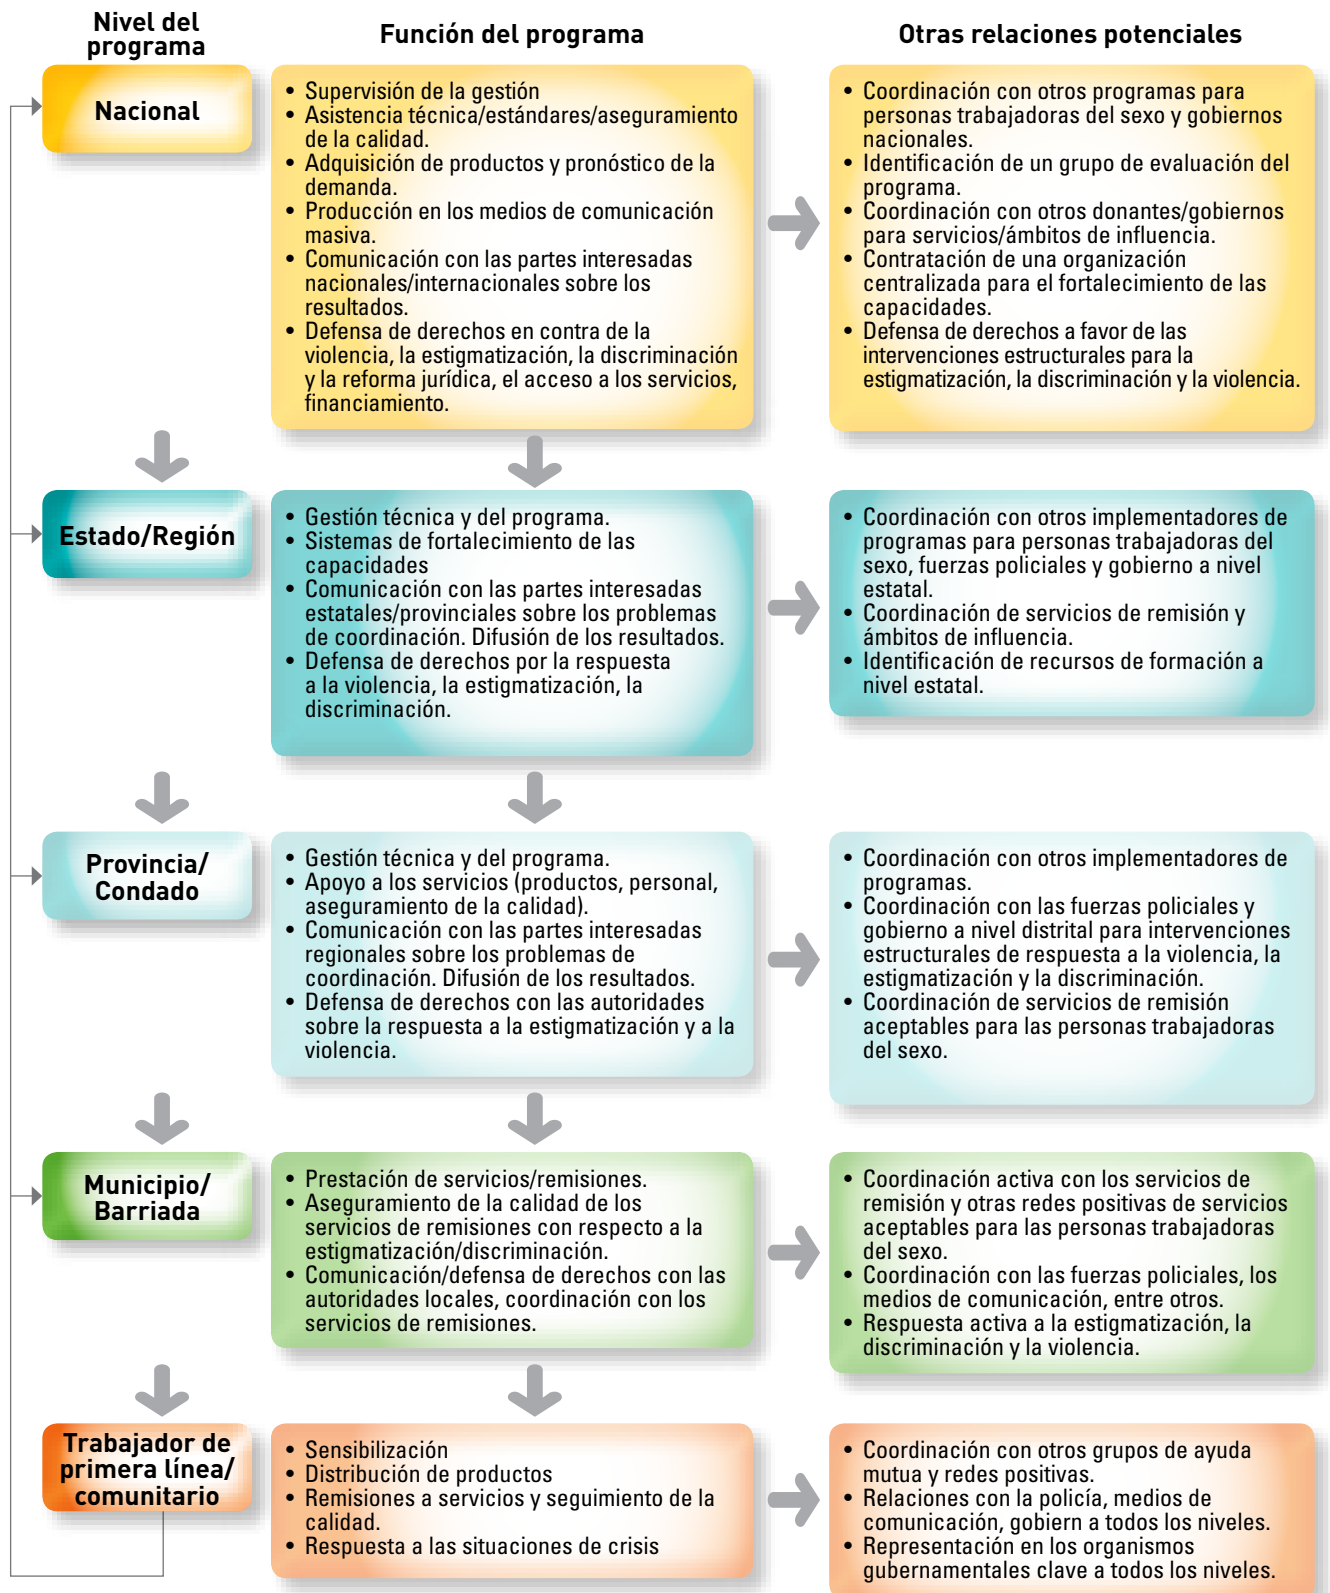 Nivel del
programa
Función del programa
Otras relaciones potenciales
Nacional
• Supervisión de la gestión
• Asistencia técnica/estándares/aseguramiento
de la calidad.
• Adquisición de productos y pronóstico de la
demanda.
• Producción en los medios de comunicación
masiva.
• Comunicación con las partes interesadas
nacionales/internacionales sobre los
resultados.
• Defensa de derechos en contra de la
violencia, la estigmatización, la discriminación
y la reforma jurídica, el acceso a los servicios,
financiamiento.
• Coordinación con otros programas para
personas trabajadoras del sexo y gobiernos
nacionales.
• Identificación de un grupo de evaluación del
programa.
• Coordinación con otros donantes/gobiernos
para servicios/ámbitos de influencia.
• Contratación de una organización
centralizada para el fortalecimiento de las
capacidades.
• Defensa de derechos a favor de las
intervenciones estructurales para la
estigmatización, la discriminación y la violencia.
Estado/Región
• Gestión técnica y del programa.
• Sistemas de fortalecimiento de las
capacidades
• Comunicación con las partes interesadas
estatales/provinciales sobre los problemas
de coordinación. Difusión de los resultados.
• Defensa de derechos por la respuesta
a la violencia, la estigmatización, la
discriminación.
• Coordinación con otros implementadores de
programas para personas trabajadoras del
sexo, fuerzas policiales y gobierno a nivel
estatal.
• Coordinación de servicios de remisión y
ámbitos de influencia.
• Identificación de recursos de formación a
nivel estatal.
Provincia/
Condado
• Gestión técnica y del programa.
• Apoyo a los servicios (productos, personal,
aseguramiento de la calidad).
• Comunicación con las partes interesadas
regionales sobre los problemas de
coordinación. Difusión de los resultados.
• Defensa de derechos con las autoridades
sobre la respuesta a la estigmatización y a la
violencia.
• Coordinación con otros implementadores de
programas.
• Coordinación con las fuerzas policiales y
gobierno a nivel distrital para intervenciones
estructurales de respuesta a la violencia, la
estigmatización y la discriminación.
• Coordinación de servicios de remisión
aceptables para las personas trabajadoras
del sexo.
Municipio/
Barriada
• Prestación de servicios/remisiones.
• Aseguramiento de la calidad de los
servicios de remisiones con respecto a la
estigmatización/discriminación.
• Comunicación/defensa de derechos con las
autoridades locales, coordinación con los
servicios de remisiones.
• Coordinación activa con los servicios de
remisión y otras redes positivas de servicios
aceptables para las personas trabajadoras
del sexo.
• Coordinación con las fuerzas policiales, los
medios de comunicación, entre otros.
• Respuesta activa a la estigmatización, la
discriminación y la violencia.
Trabajador de
primera línea/
comunitario
• Sensibilización
• Distribución de productos
• Remisiones a servicios y seguimiento de la
calidad.
• Respuesta a las situaciones de crisis
• Coordinación con otros grupos de ayuda
mutua y redes positivas.
• Relaciones con la policía, medios de
comunicación, gobiern a todos los niveles.
• Representación en los organismos
gubernamentales clave a todos los niveles.